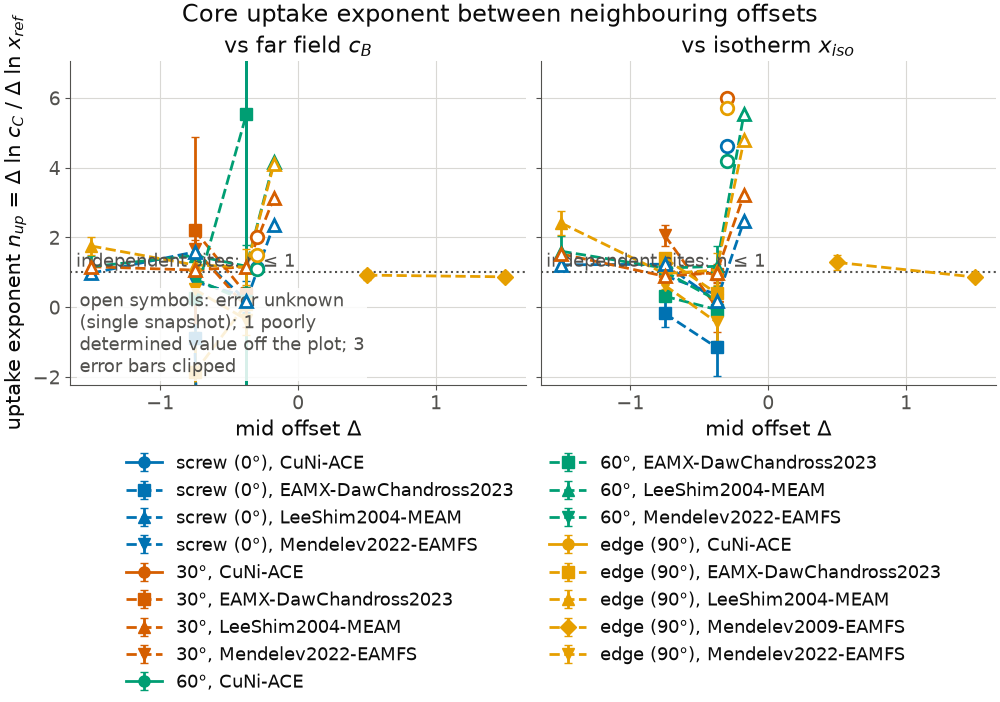 Core uptake exponent between neighbouring offsets
vs far field c_B
vs isotherm x_iso
uptake exponent n_up = Δ ln c_C / Δ ln x_ref
6
4
2
0
−2
independent sites: n ≤ 1
independent sites: n ≤ 1
open symbols: error unknown
(single snapshot); 1 poorly
determined value off the plot; 3
error bars clipped
−1
0
1
−1
0
1
mid offset Δ
mid offset Δ
screw (0°), CuNi-ACE
screw (0°), EAMX-DawChandross2023
screw (0°), LeeShim2004-MEAM
screw (0°), Mendelev2022-EAMFS
30°, CuNi-ACE
30°, EAMX-DawChandross2023
30°, LeeShim2004-MEAM
30°, Mendelev2022-EAMFS
60°, CuNi-ACE
60°, EAMX-DawChandross2023
60°, LeeShim2004-MEAM
60°, Mendelev2022-EAMFS
edge (90°), CuNi-ACE
edge (90°), EAMX-DawChandross2023
edge (90°), LeeShim2004-MEAM
edge (90°), Mendelev2009-EAMFS
edge (90°), Mendelev2022-EAMFS